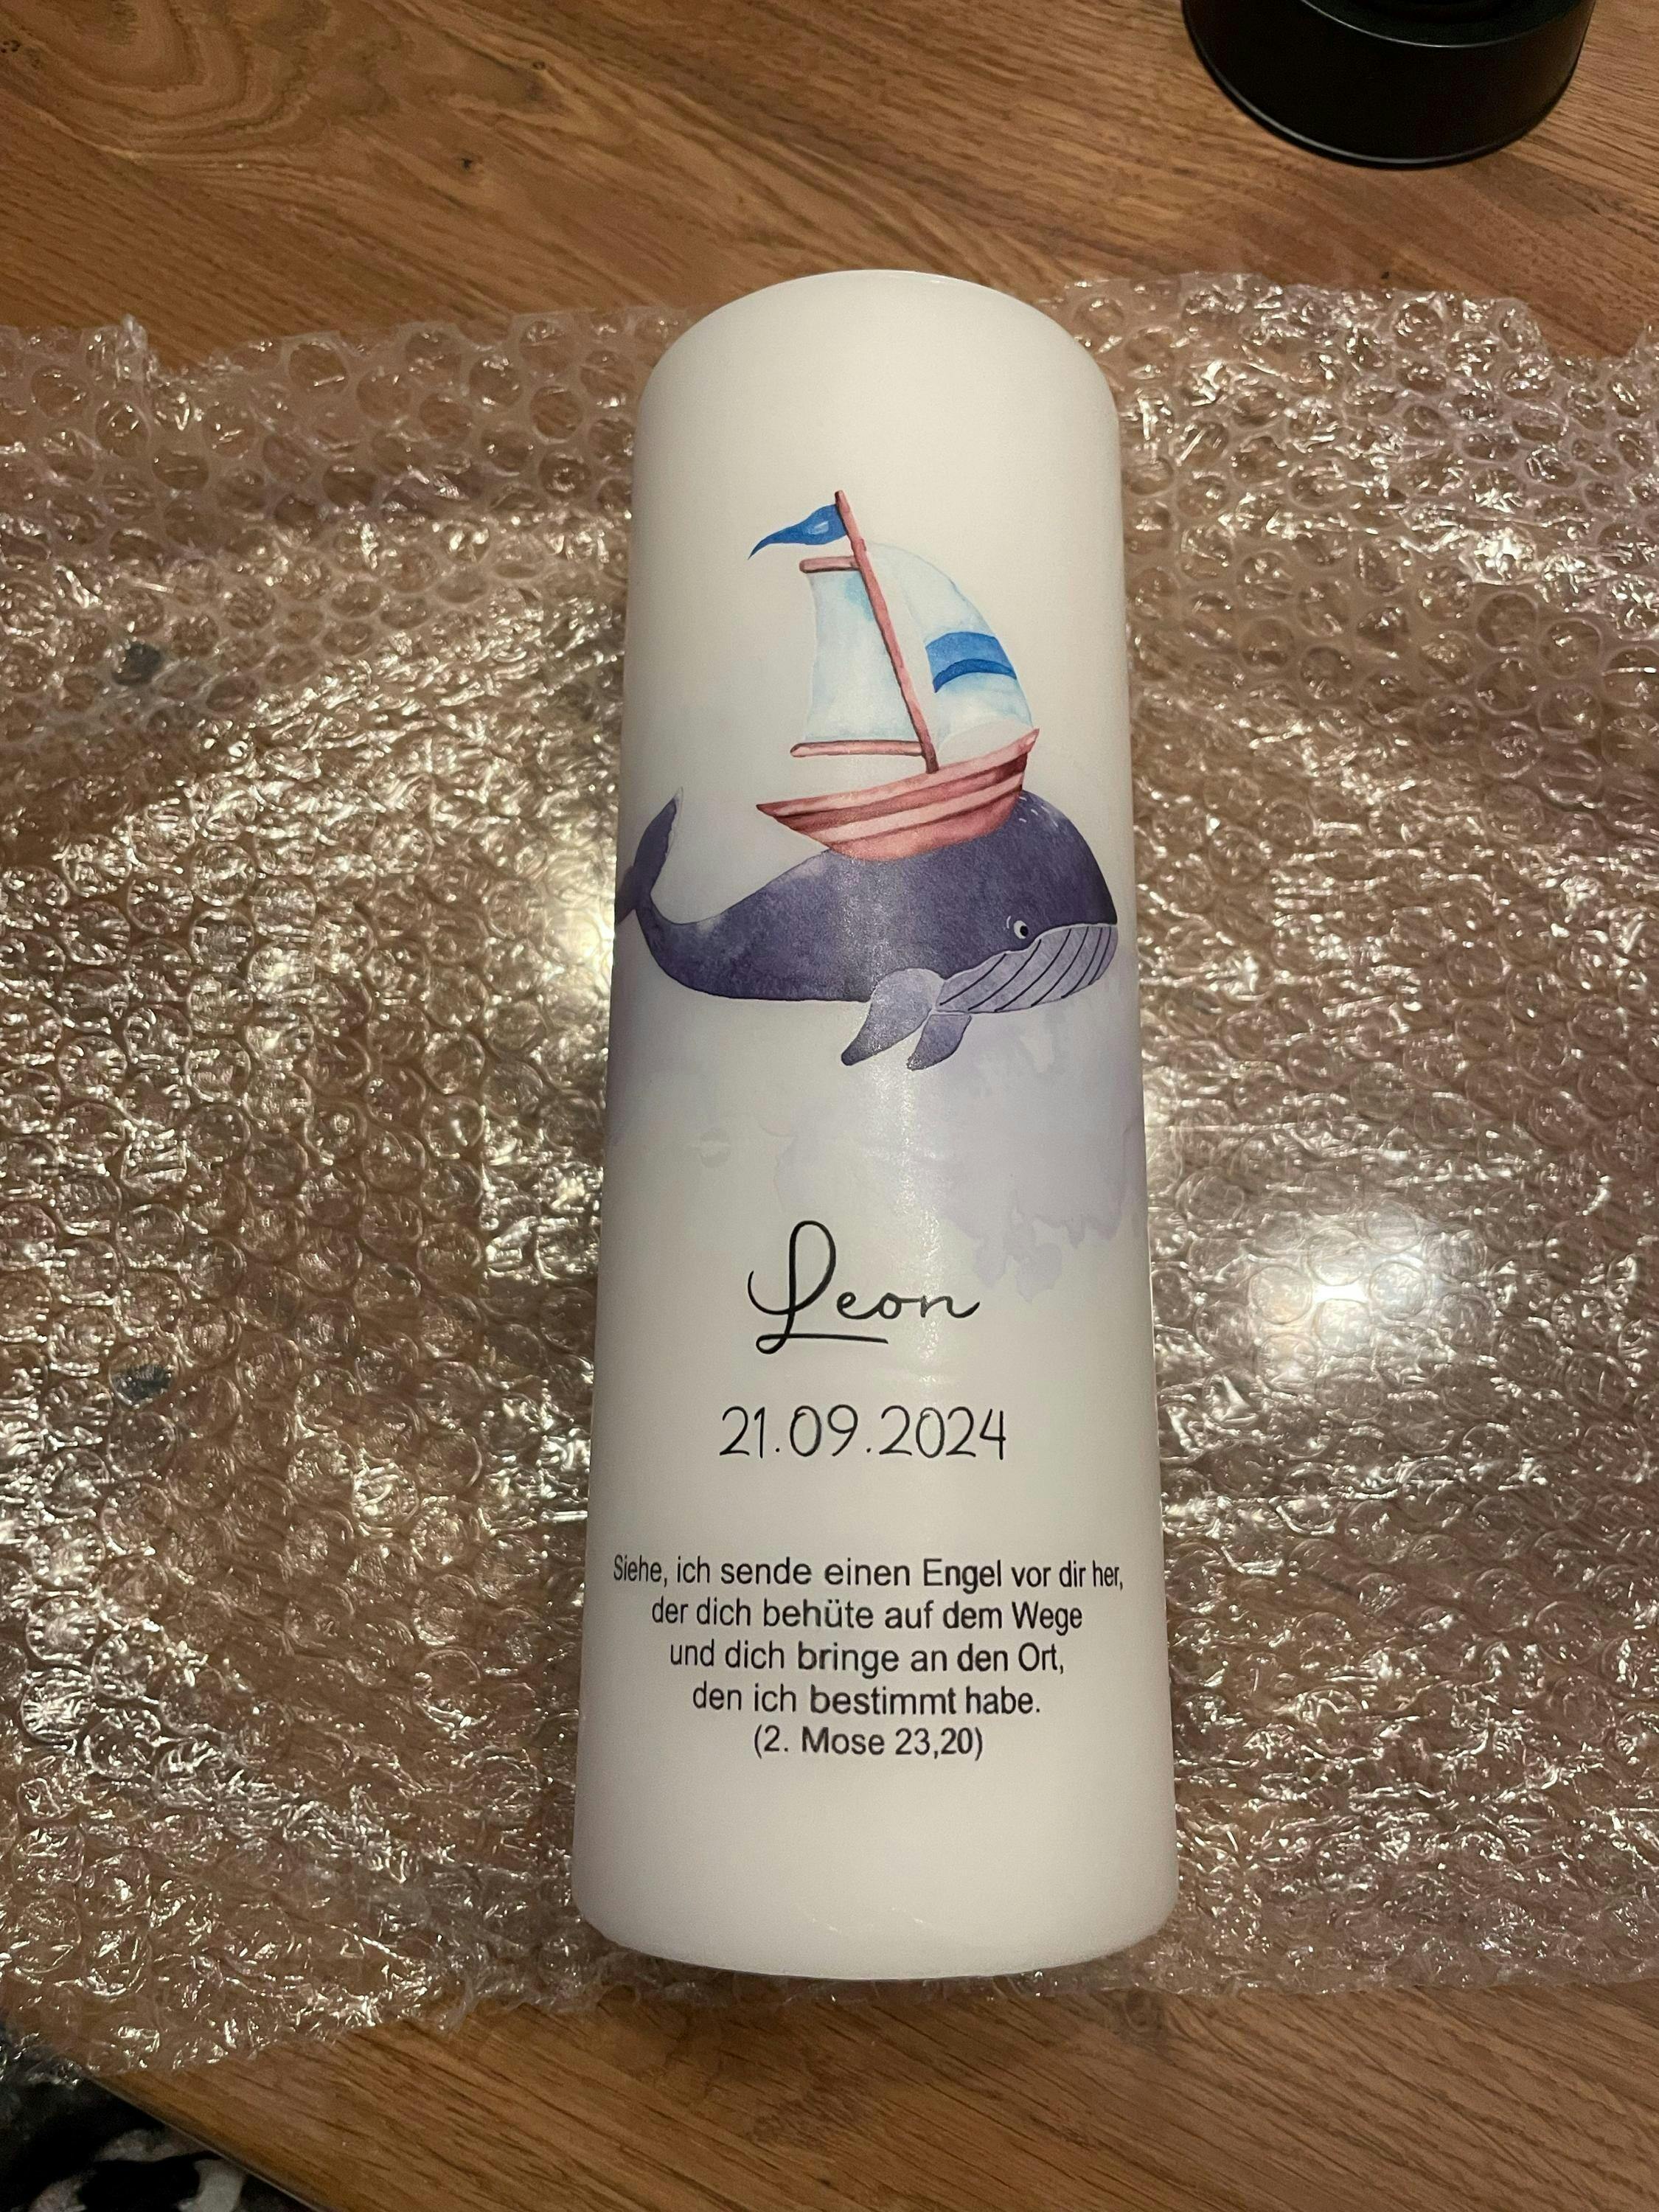 Leon
21.09.2024
Siehe, ich sende einen Engel vor dir her,
der dich behüte auf dem Wege
und dich bringe an den Ort,
den ich bestimmt habe.
(2. Mose 23,20)